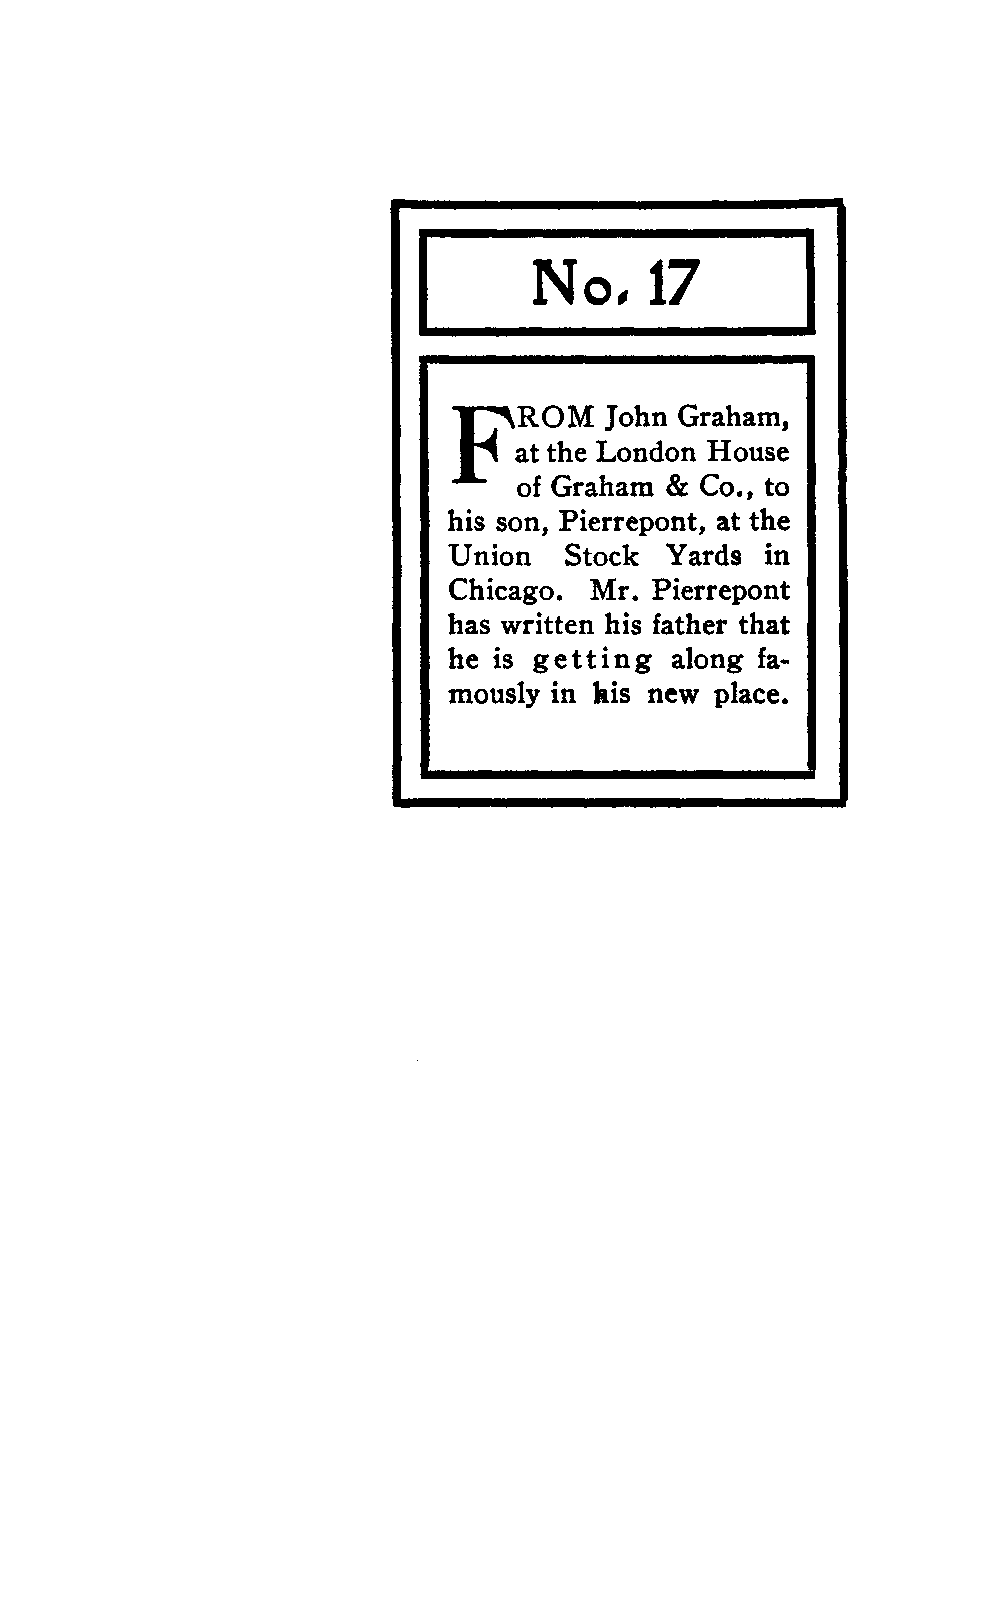 No. 17
FROM John Graham,
at the London House
of Graham & Co., to
his son, Pierrepont, at the
Union Stock Yards in
Chicago. Mr. Pierrepont
has written his father that
he is getting along fa-
mously in his new place.